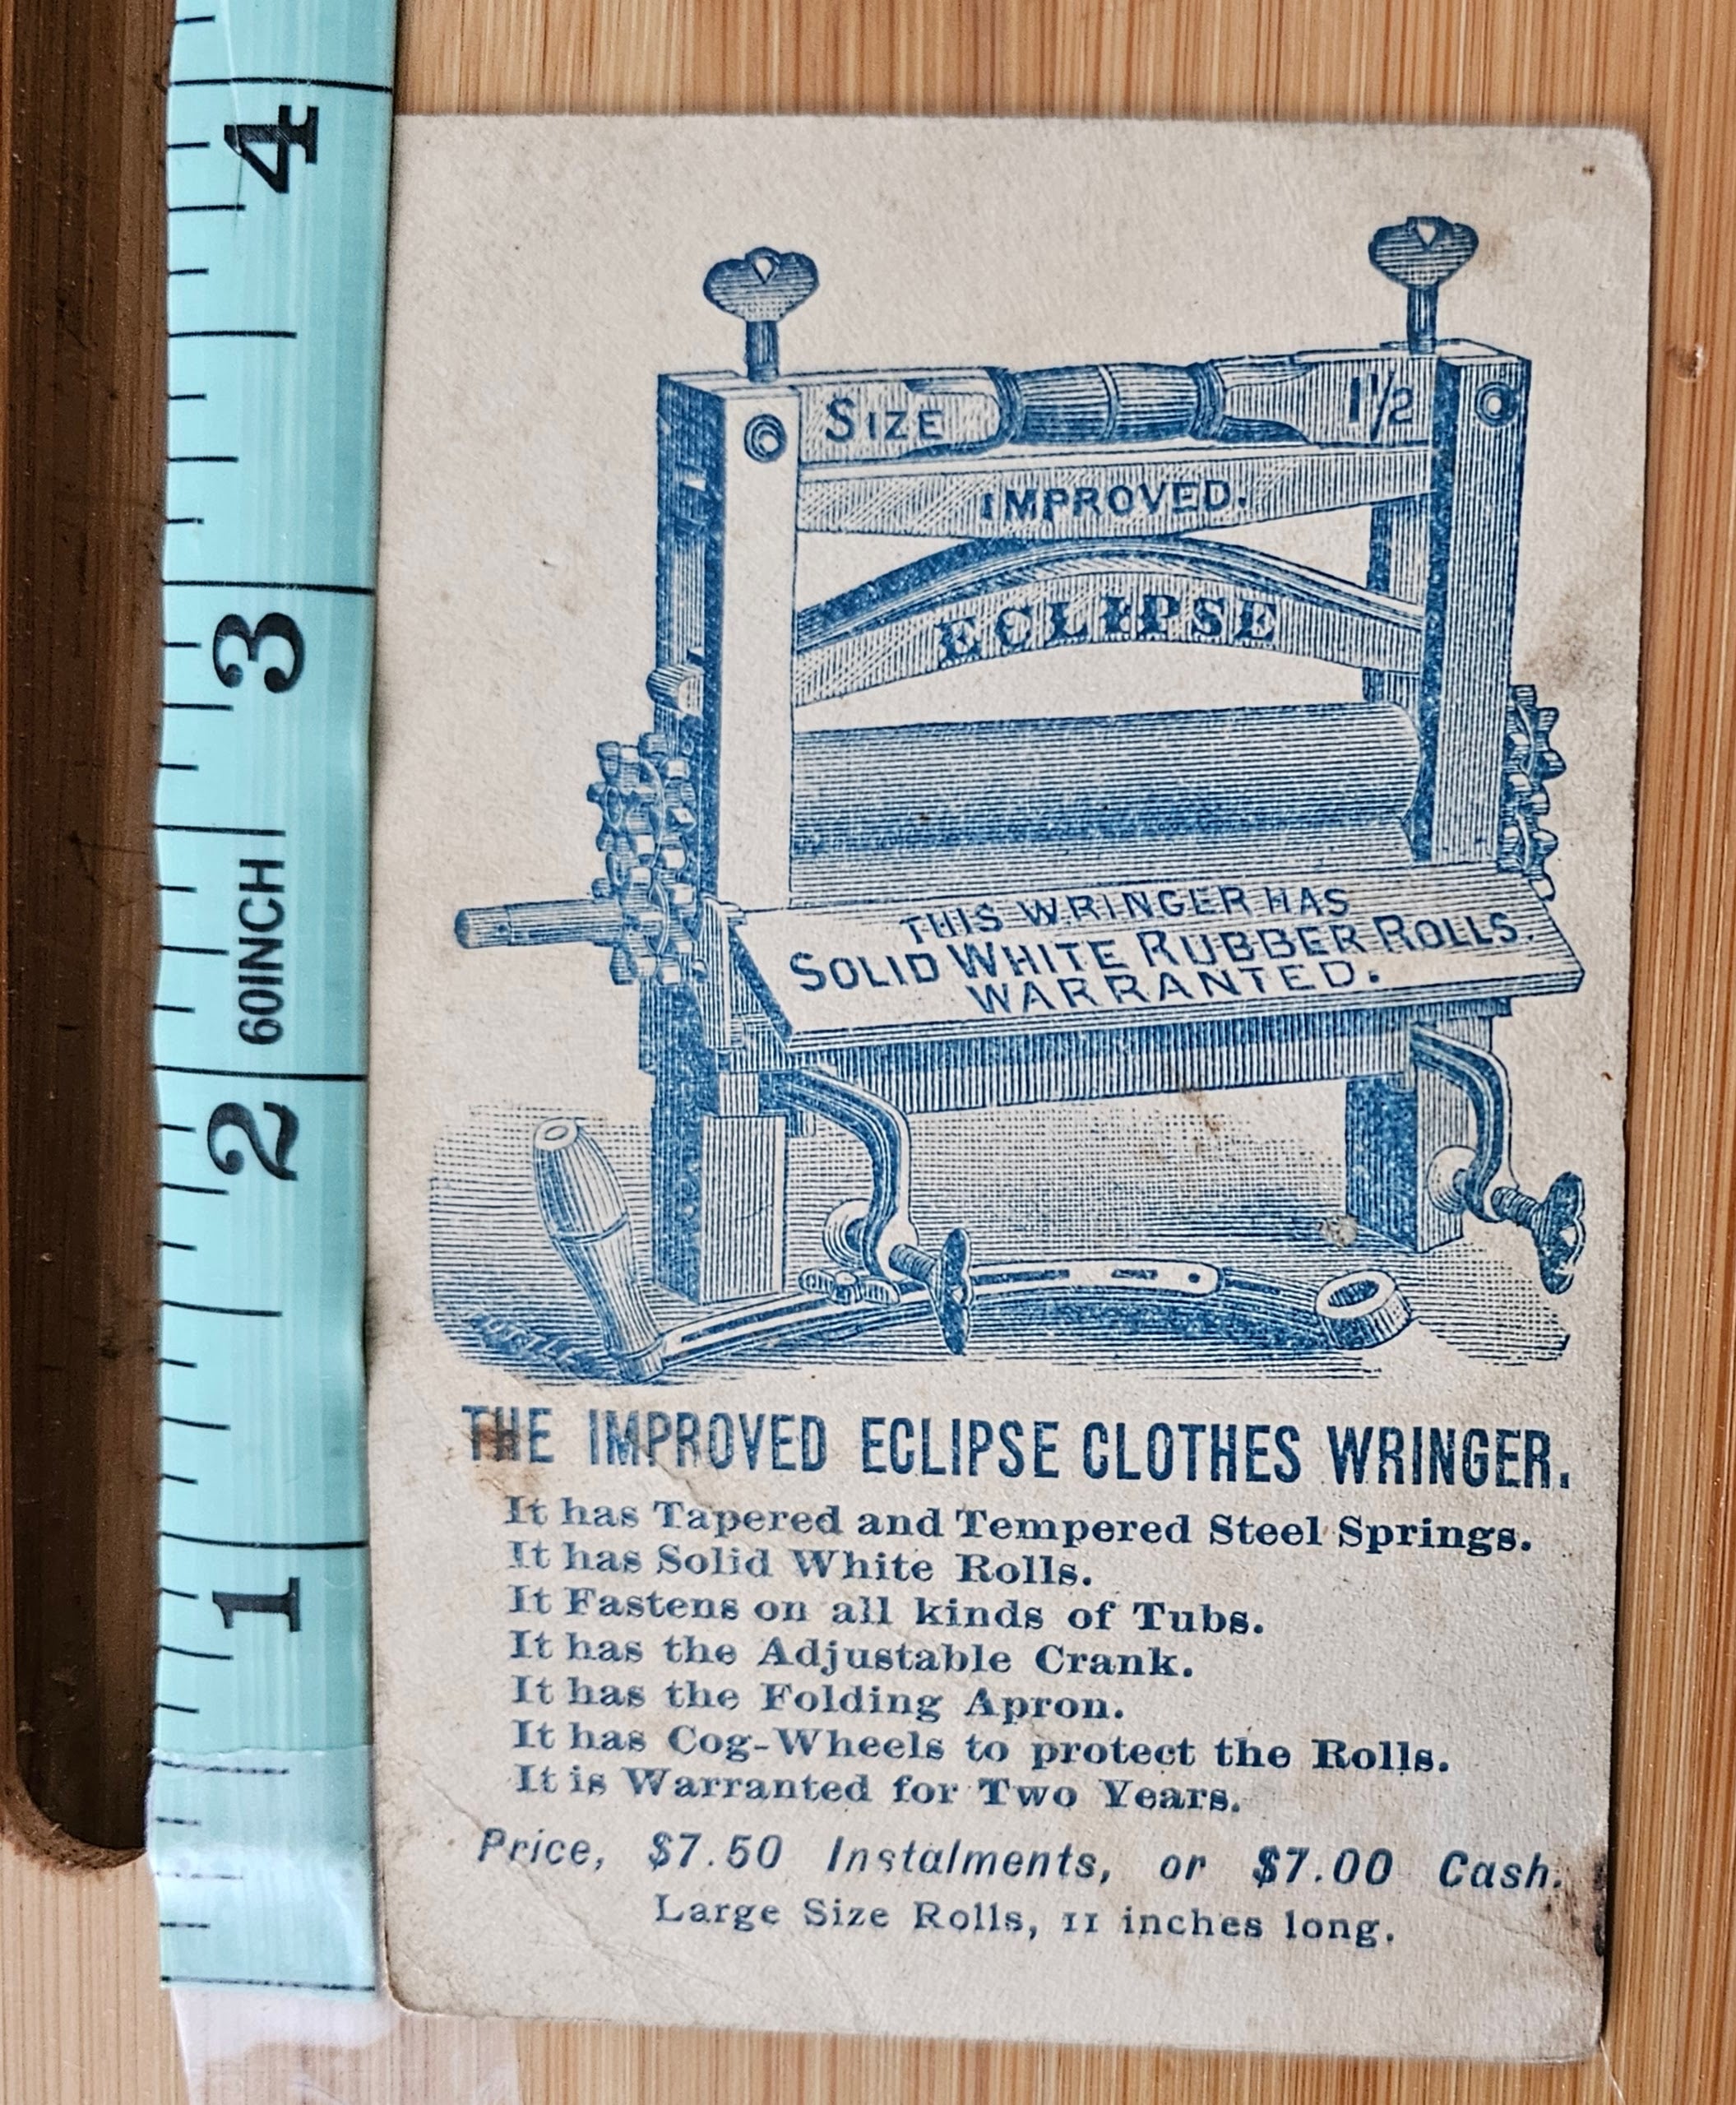 4
3
60INCH
2
1
SIZE 1½
IMPROVED.
ECLIPSE
THIS WRINGER HAS
SOLID WHITE RUBBER ROLLS.
WARRANTED.
THE IMPROVED ECLIPSE CLOTHES WRINGER.
It has Tapered and Tempered Steel Springs.
It has Solid White Rolls.
It Fastens on all kinds of Tubs.
It has the Adjustable Crank.
It has the Folding Apron.
It has Cog-Wheels to protect the Rolls.
It is Warranted for Two Years.
Price, $7.50 Instalments, or $7.00 Cash.
Large Size Rolls, 11 inches long.